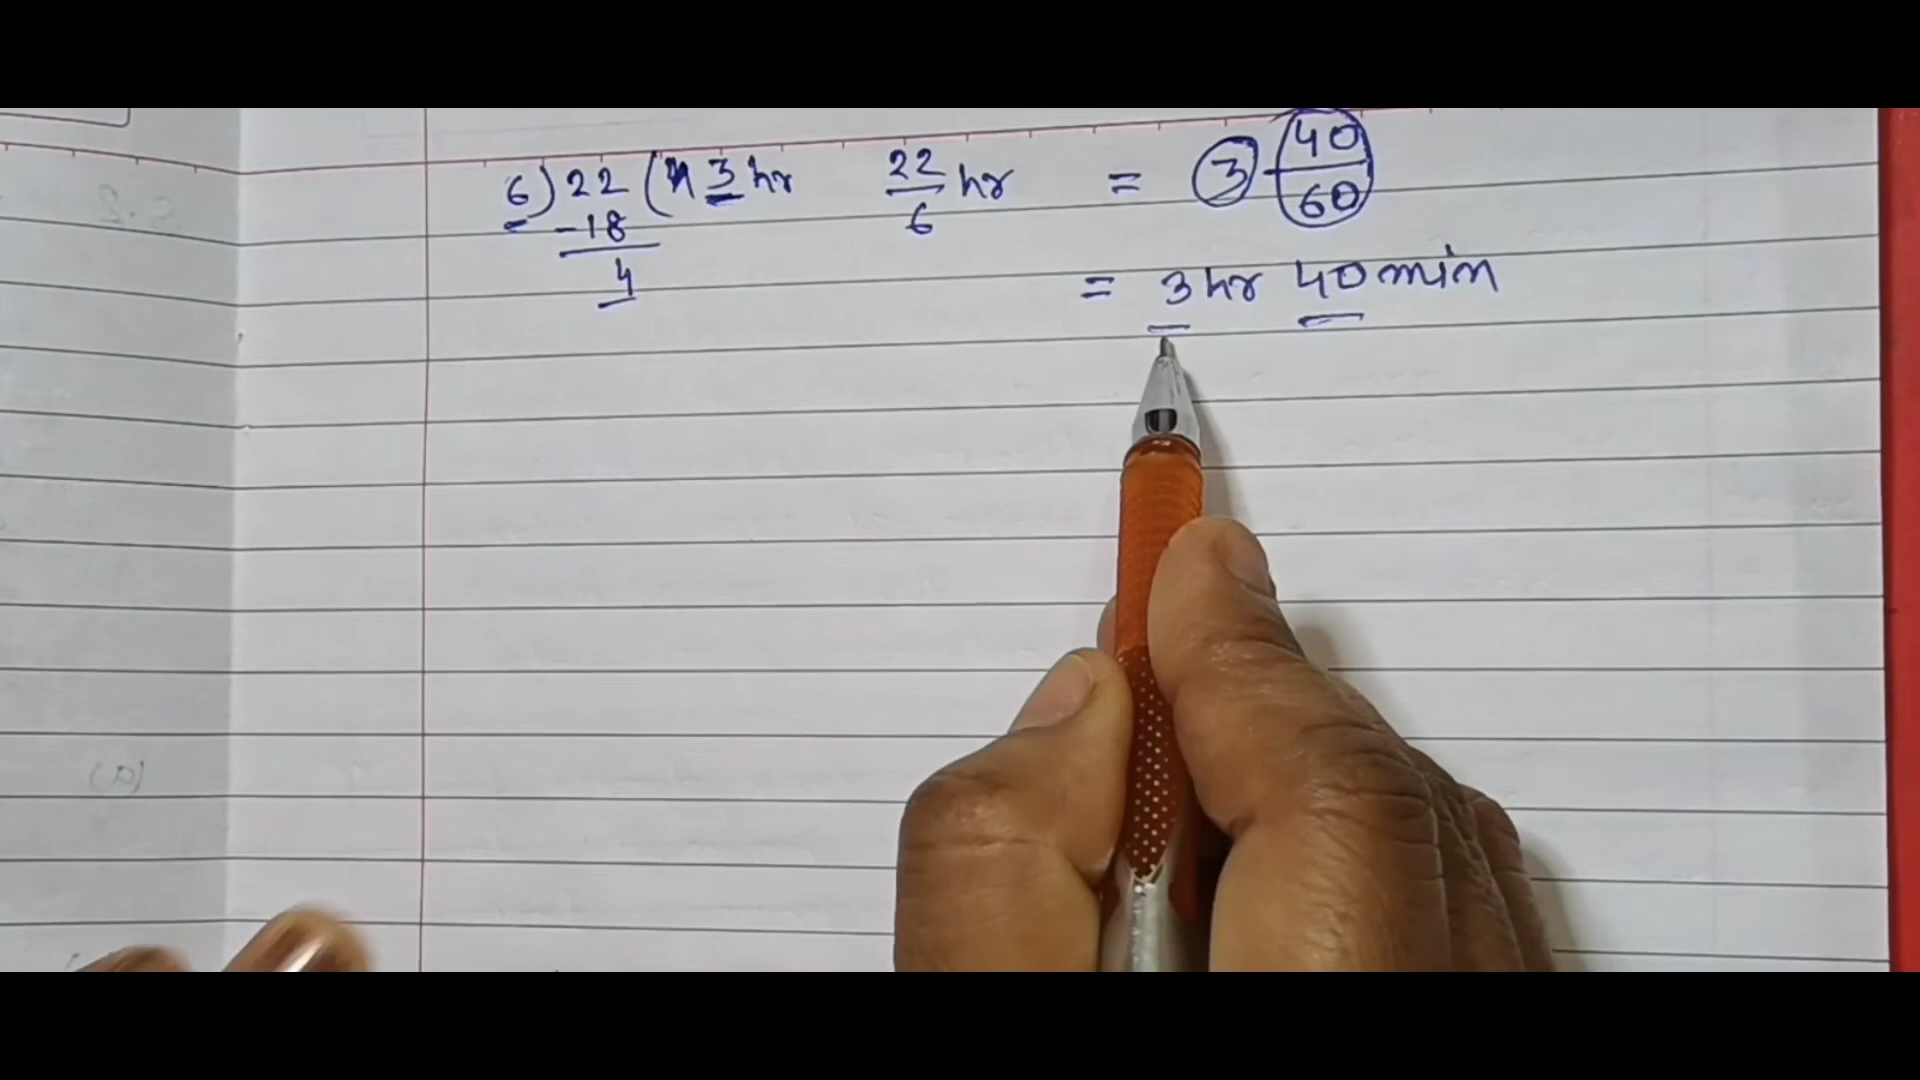 6)22(3 hr 22/6 hr = 3 40/60
-18
4
= 3 hr 40 min
(A)